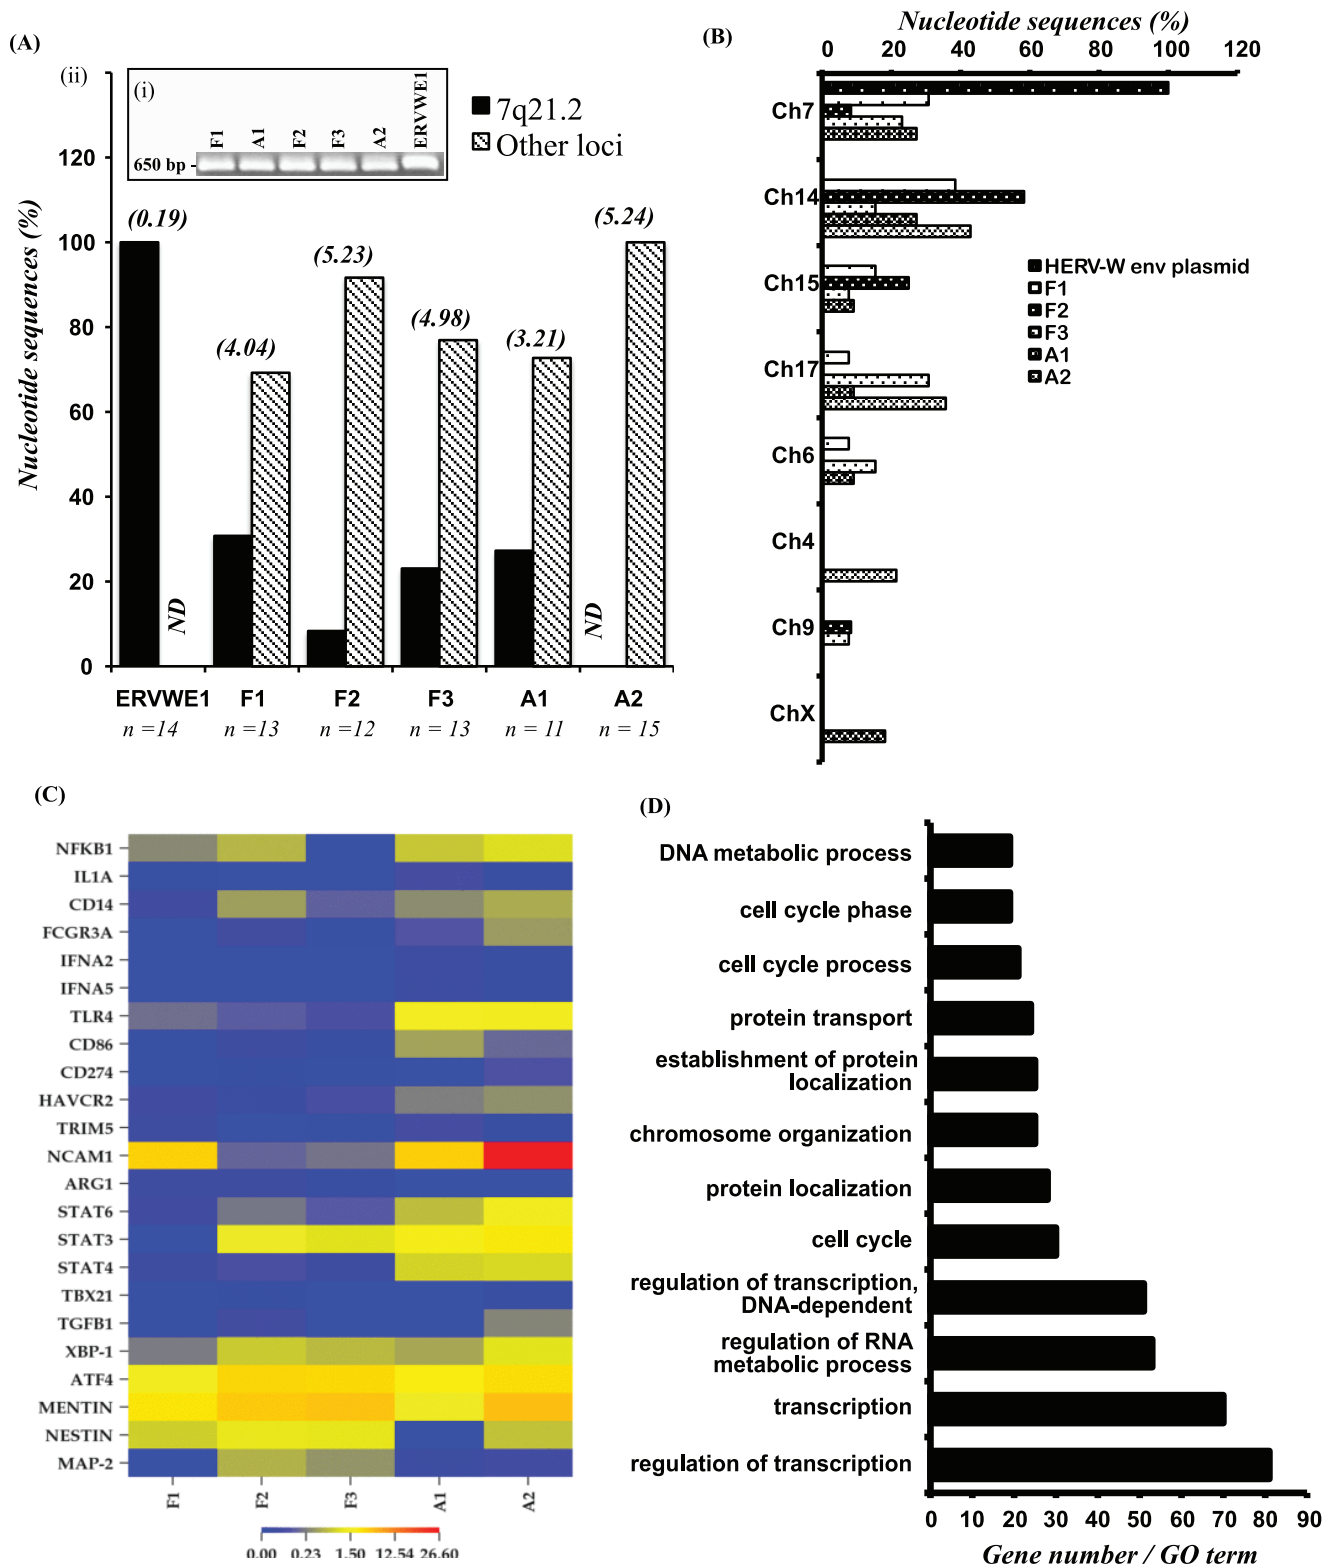 (A)
(ii)
(i)
F1
A1
F2
F3
A2
ERVWE1
650 bp -
7q21.2
Other loci
Nucleotide sequences (%)
120
100
80
60
40
20
0
(0.19)
ND
(4.04)
(5.23)
(4.98)
(3.21)
ND
(5.24)
ERVWE1
F1
F2
F3
A1
A2
n =14
n =13
n =12
n = 13
n = 11
n = 15
(B)
Nucleotide sequences (%)
0
20
40
60
80
100
120
Ch7
Ch14
Ch15
Ch17
Ch6
Ch4
Ch9
ChX
HERV-W env plasmid
F1
F2
F3
A1
A2
(C)
NFKB1
IL1A
CD14
FCGR3A
IFNA2
IFNA5
TLR4
CD86
CD274
HAVCR2
TRIM5
NCAM1
ARG1
STAT6
STAT3
STAT4
TBX21
TGFB1
XBP-1
ATF4
MENTIN
NESTIN
MAP-2
F1
F2
F3
A1
A2
0.00
0.23
1.50
12.54
26.60
(D)
DNA metabolic process
cell cycle phase
cell cycle process
protein transport
establishment of protein
localization
chromosome organization
protein localization
cell cycle
regulation of transcription,
DNA-dependent
regulation of RNA
metabolic process
transcription
regulation of transcription
0
10
20
30
40
50
60
70
80
90
Gene number / GO term